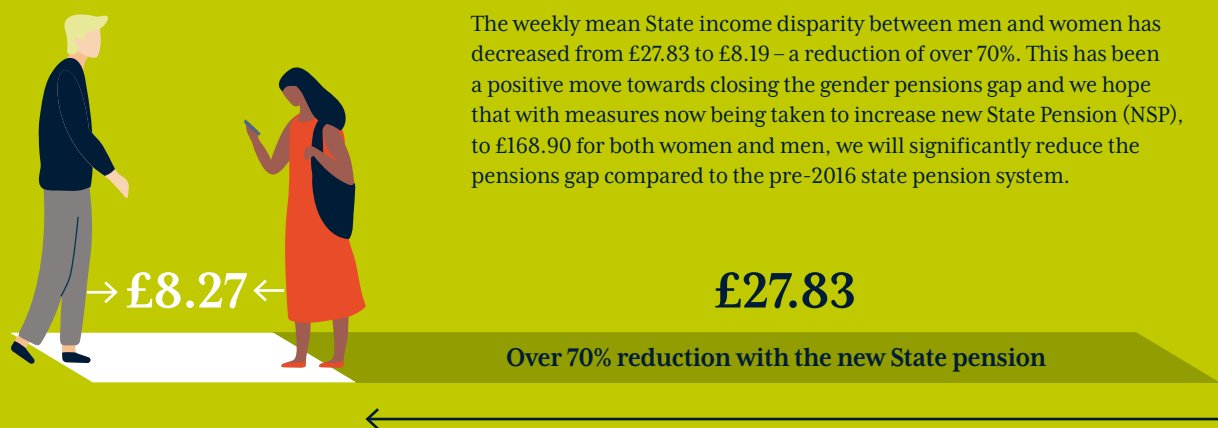 The weekly mean State income disparity between men and women has
decreased from £27.83 to £8.19 – a reduction of over 70%. This has been
a positive move towards closing the gender pensions gap and we hope
that with measures now being taken to increase new State Pension (NSP),
to £168.90 for both women and men, we will significantly reduce the
pensions gap compared to the pre-2016 state pension system.
£8.27
£27.83
Over 70% reduction with the new State pension